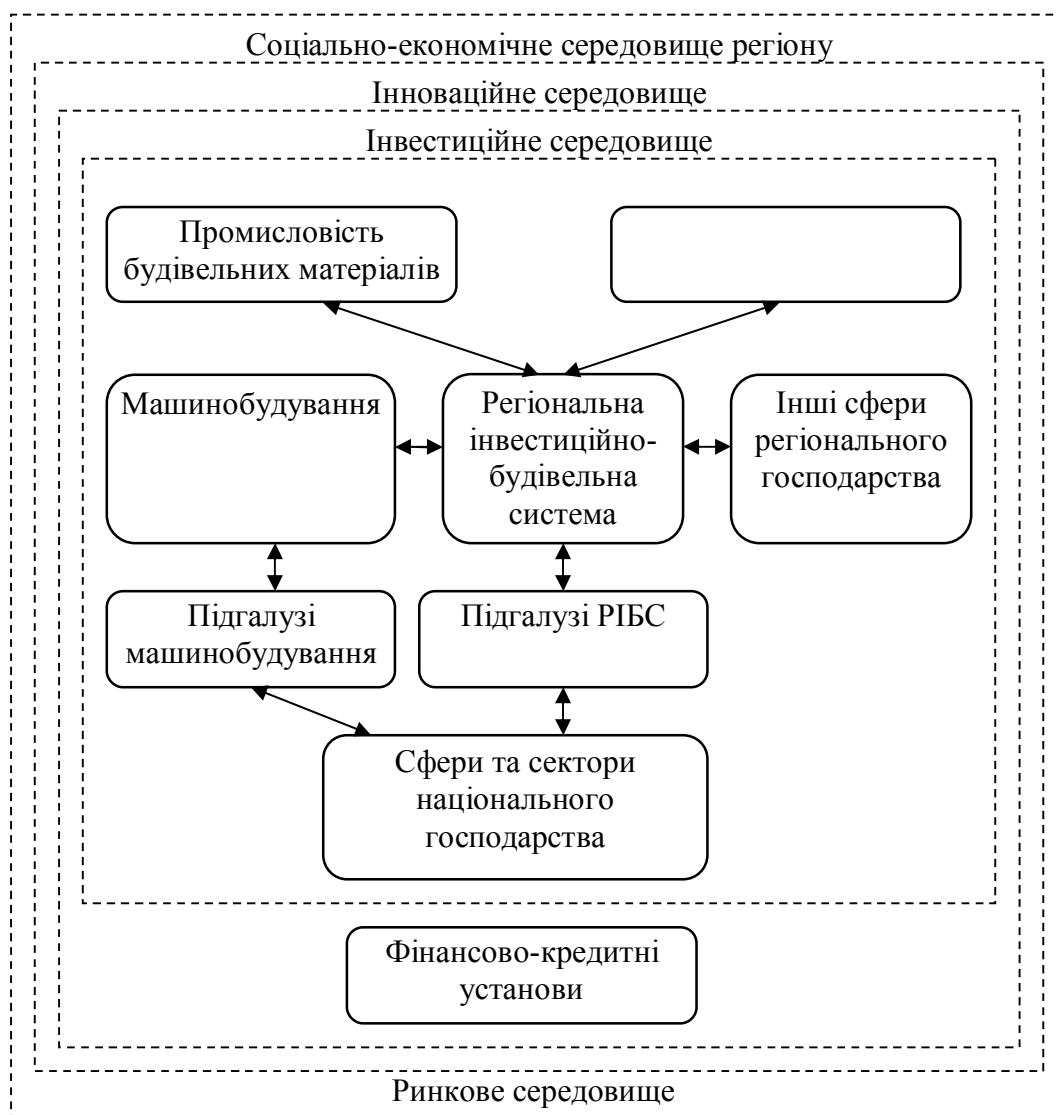 Соціально-економічне середовище регіону
Інноваційне середовище
Інвестиційне середовище
Промисловість
будівельних матеріалів
Машинобудування
Регіональна
інвестиційно-
будівельна
система
Інші сфери
регіонального
господарства
Підгалузі
машинобудування
Підгалузі РІБС
Сфери та сектори
національного
господарства
Фінансово-кредитні
установи
Ринкове середовище